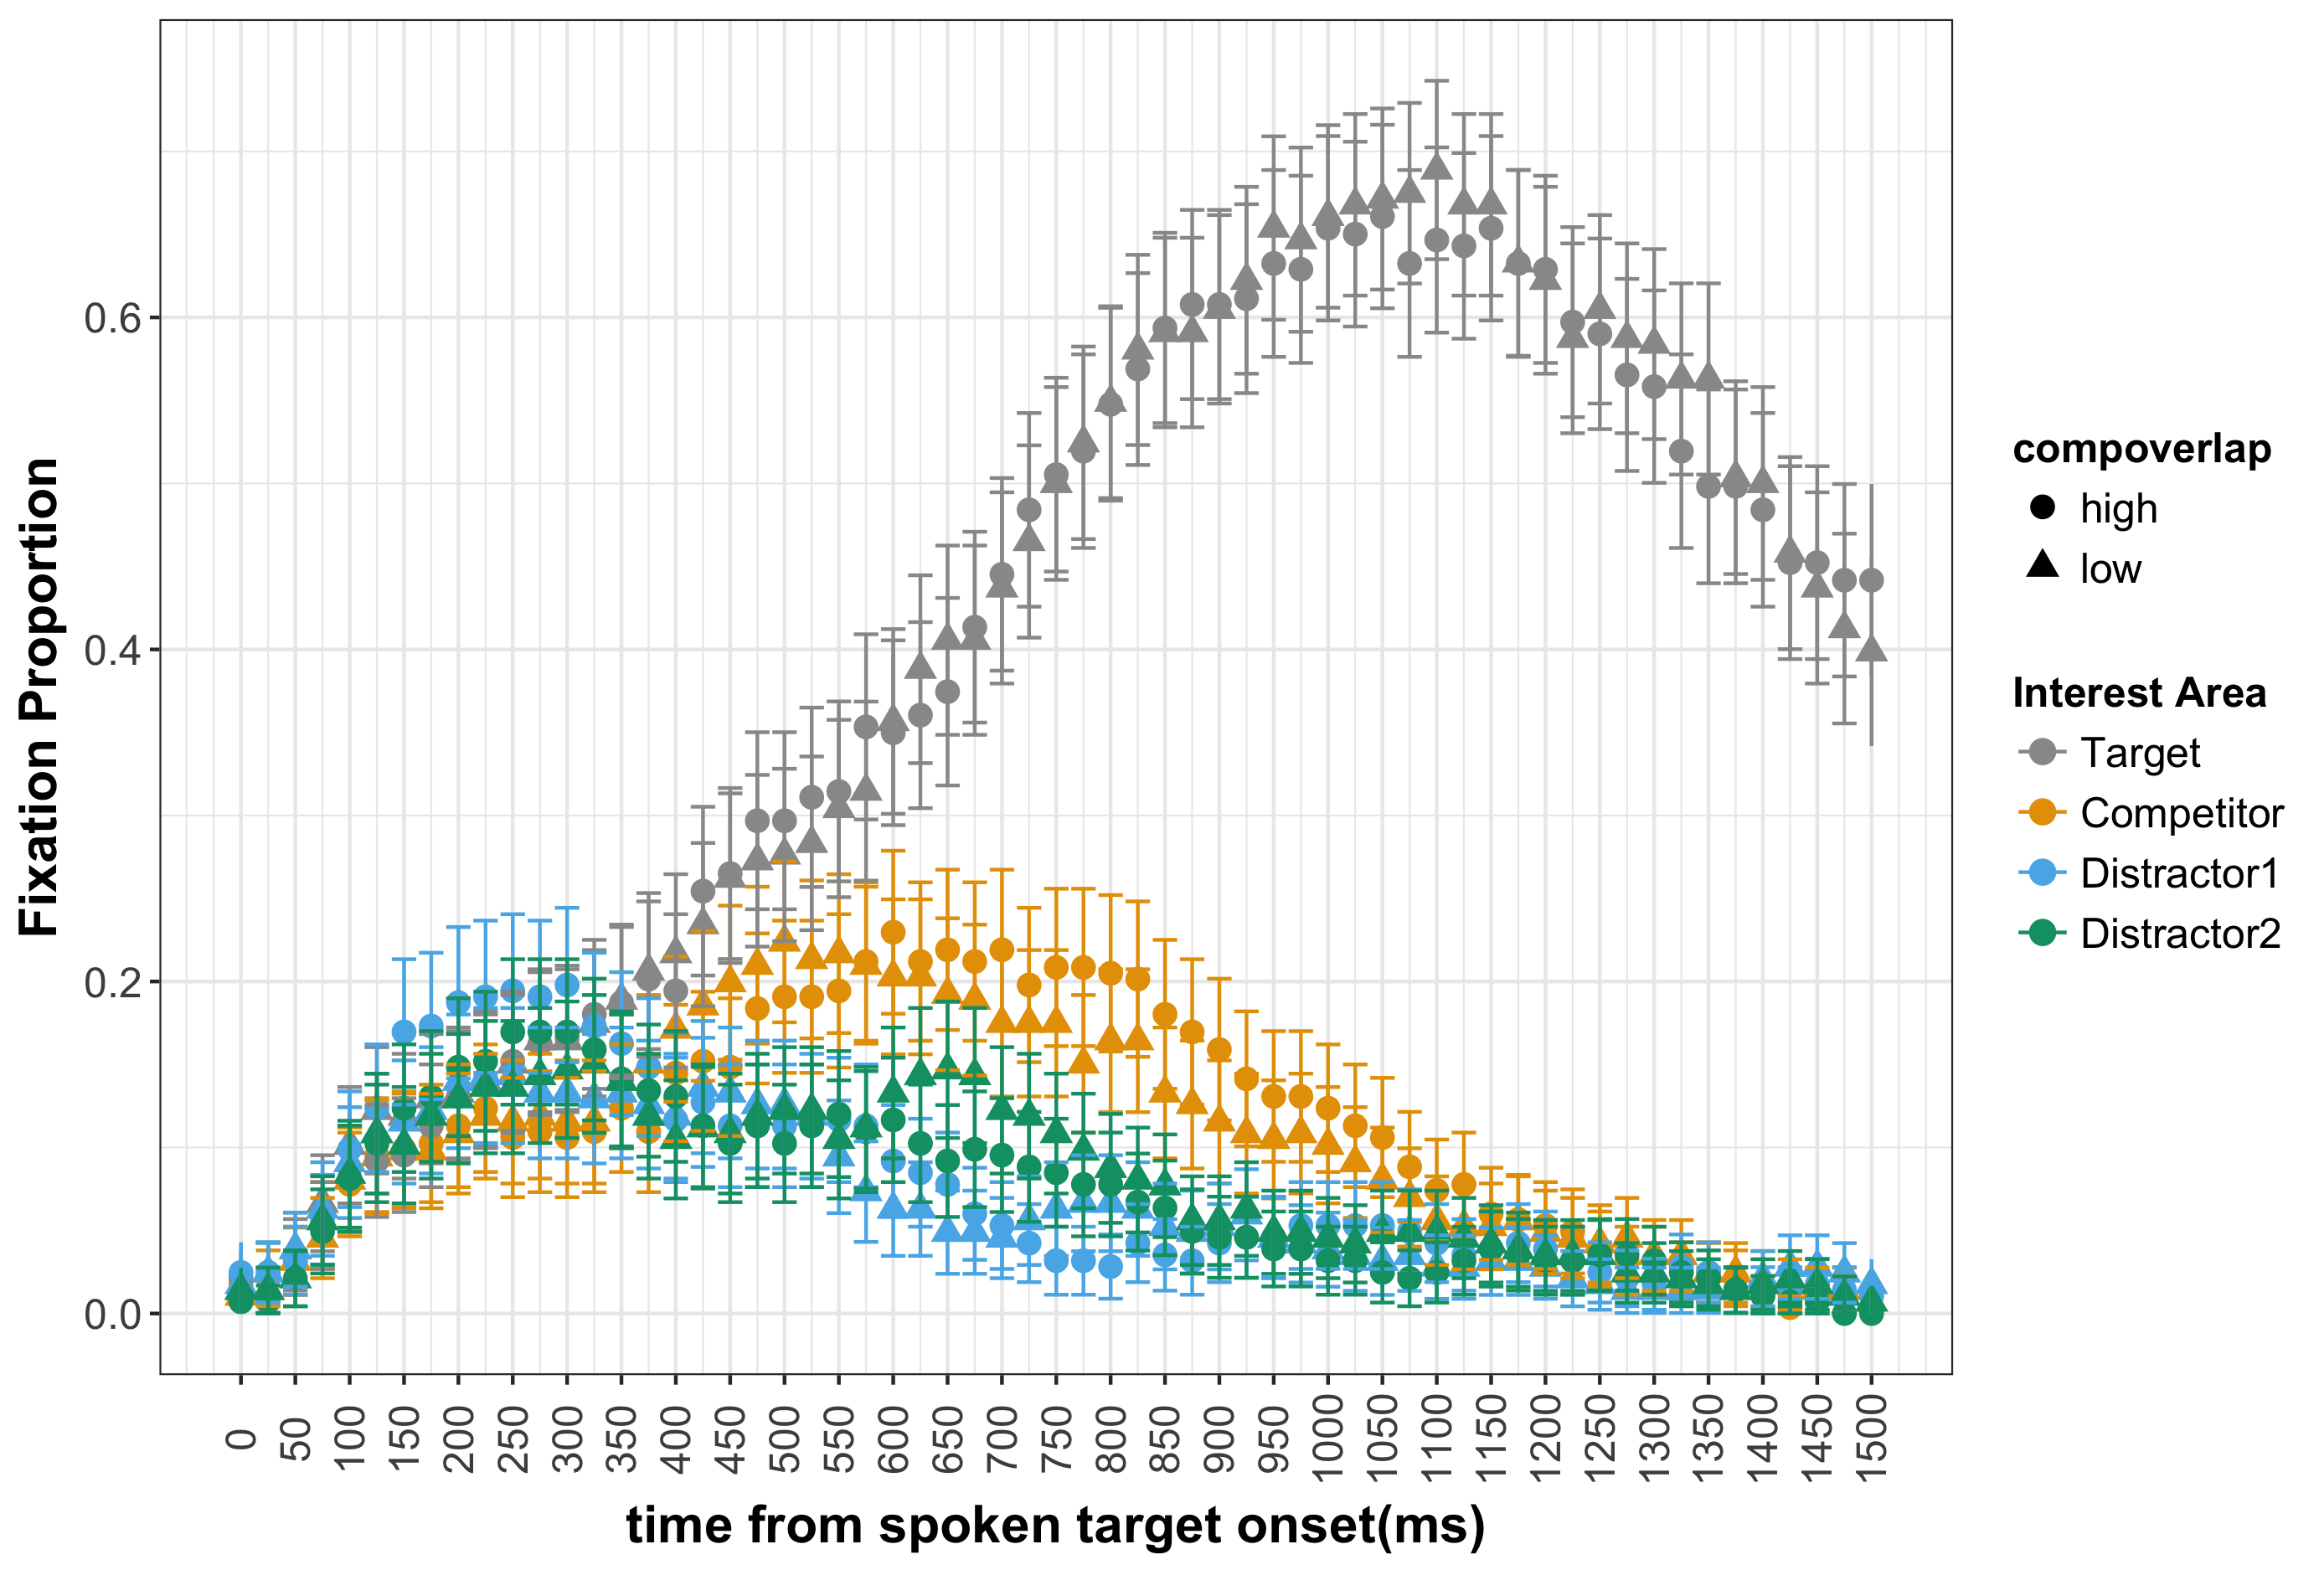 Fixation Proportion
0.6
0.4
0.2
0.0
0 50 100 150 200 250 300 350 400 450 500 550 600 650 700 750 800 850 900 950 1000 1050 1100 1150 1200 1250 1300 1350 1400 1450 1500
time from spoken target onset(ms)
compoverlap
high
low
Interest Area
Target
Competitor
Distractor1
Distractor2